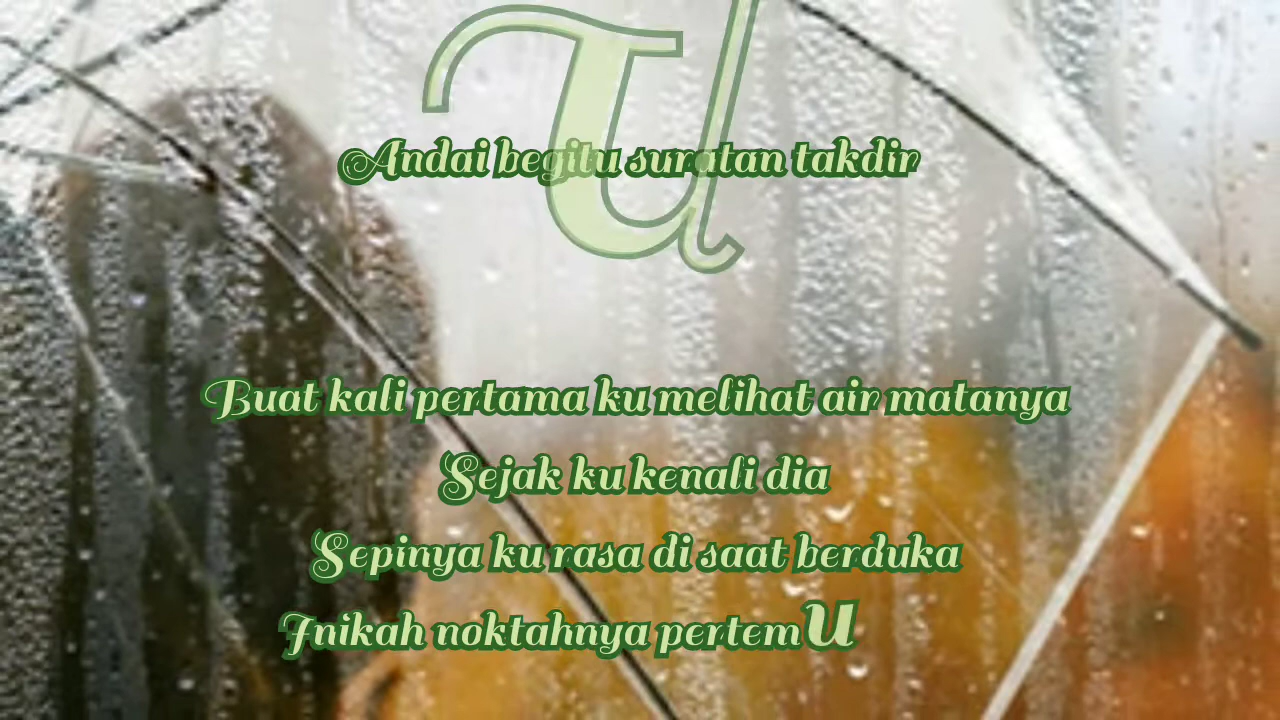 U
Andai begitu suratan takdir
Buat kali pertama ku melihat air matanya
Sejak ku kenali dia
Sepinya ku rasa di saat berduka
Inikah noktahnya pertemu